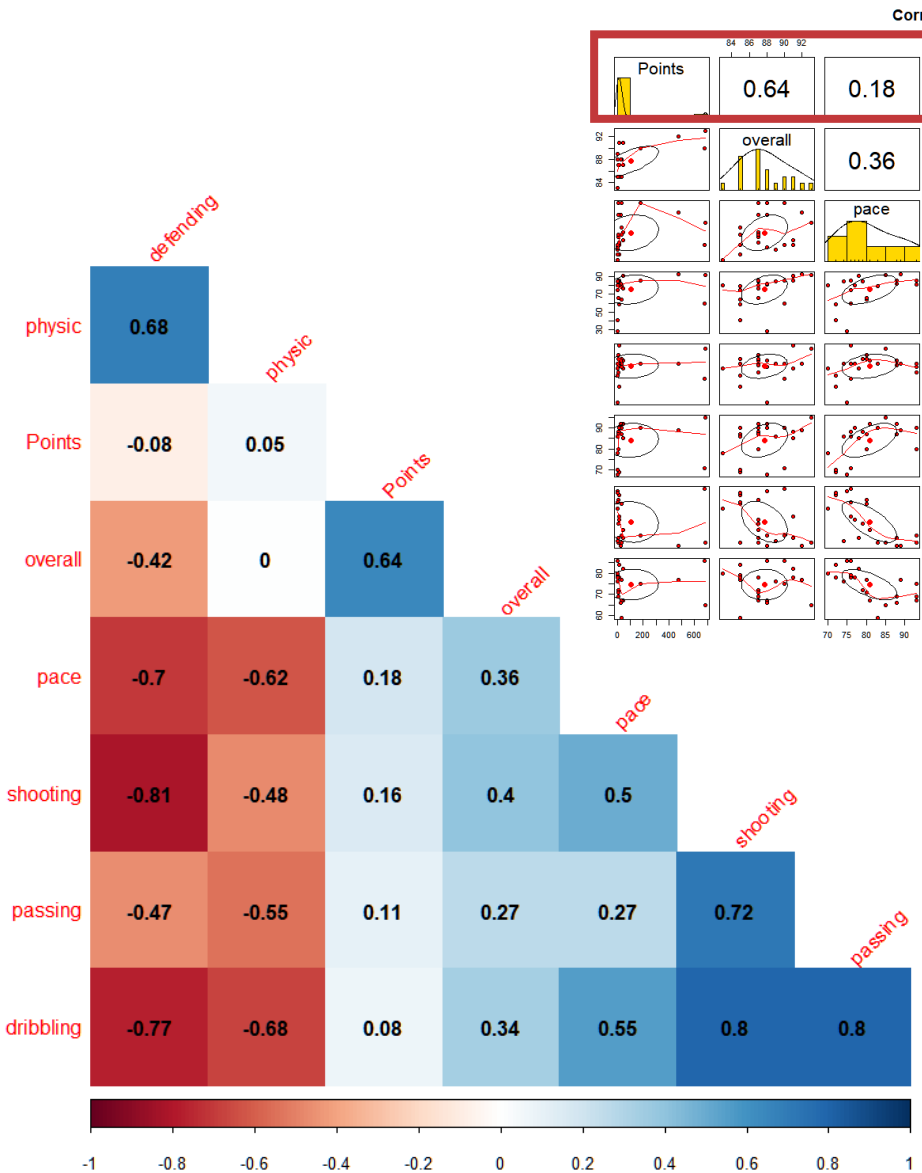 Corr
84 86 88 90 92
Points
0.64
0.18
92
88
84
overall
0.36
pace
90
70
50
30
90
80
70
80
70
60
0 200 400 600
70 75 80 85 90
defending
physic 0.68
physic
Points -0.08 0.05
Points
overall -0.42 0 0.64
overall
pace -0.7 -0.62 0.18 0.36
pace
shooting -0.81 -0.48 0.16 0.4 0.5
shooting
passing -0.47 -0.55 0.11 0.27 0.27 0.72
passing
dribbling -0.77 -0.68 0.08 0.34 0.55 0.8 0.8
-1 -0.8 -0.6 -0.4 -0.2 0 0.2 0.4 0.6 0.8 1